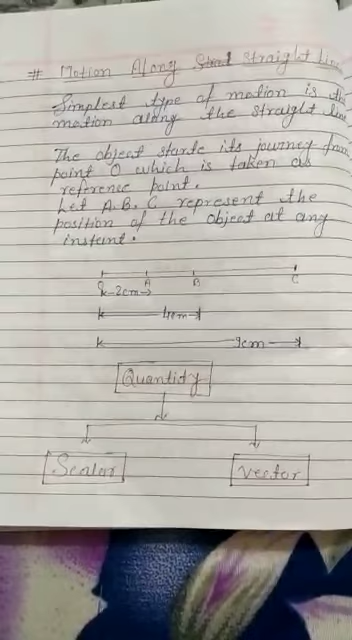 # Motion Along Straight line
Simplest type of motion is the
motion along the straight line
The object starts its journey from
point O which is taken as
reference point.
Let A, B, C represent the
position of the object at any
instant.
O A B C
2cm
4cm
9cm
Quantity
Scalar Vector